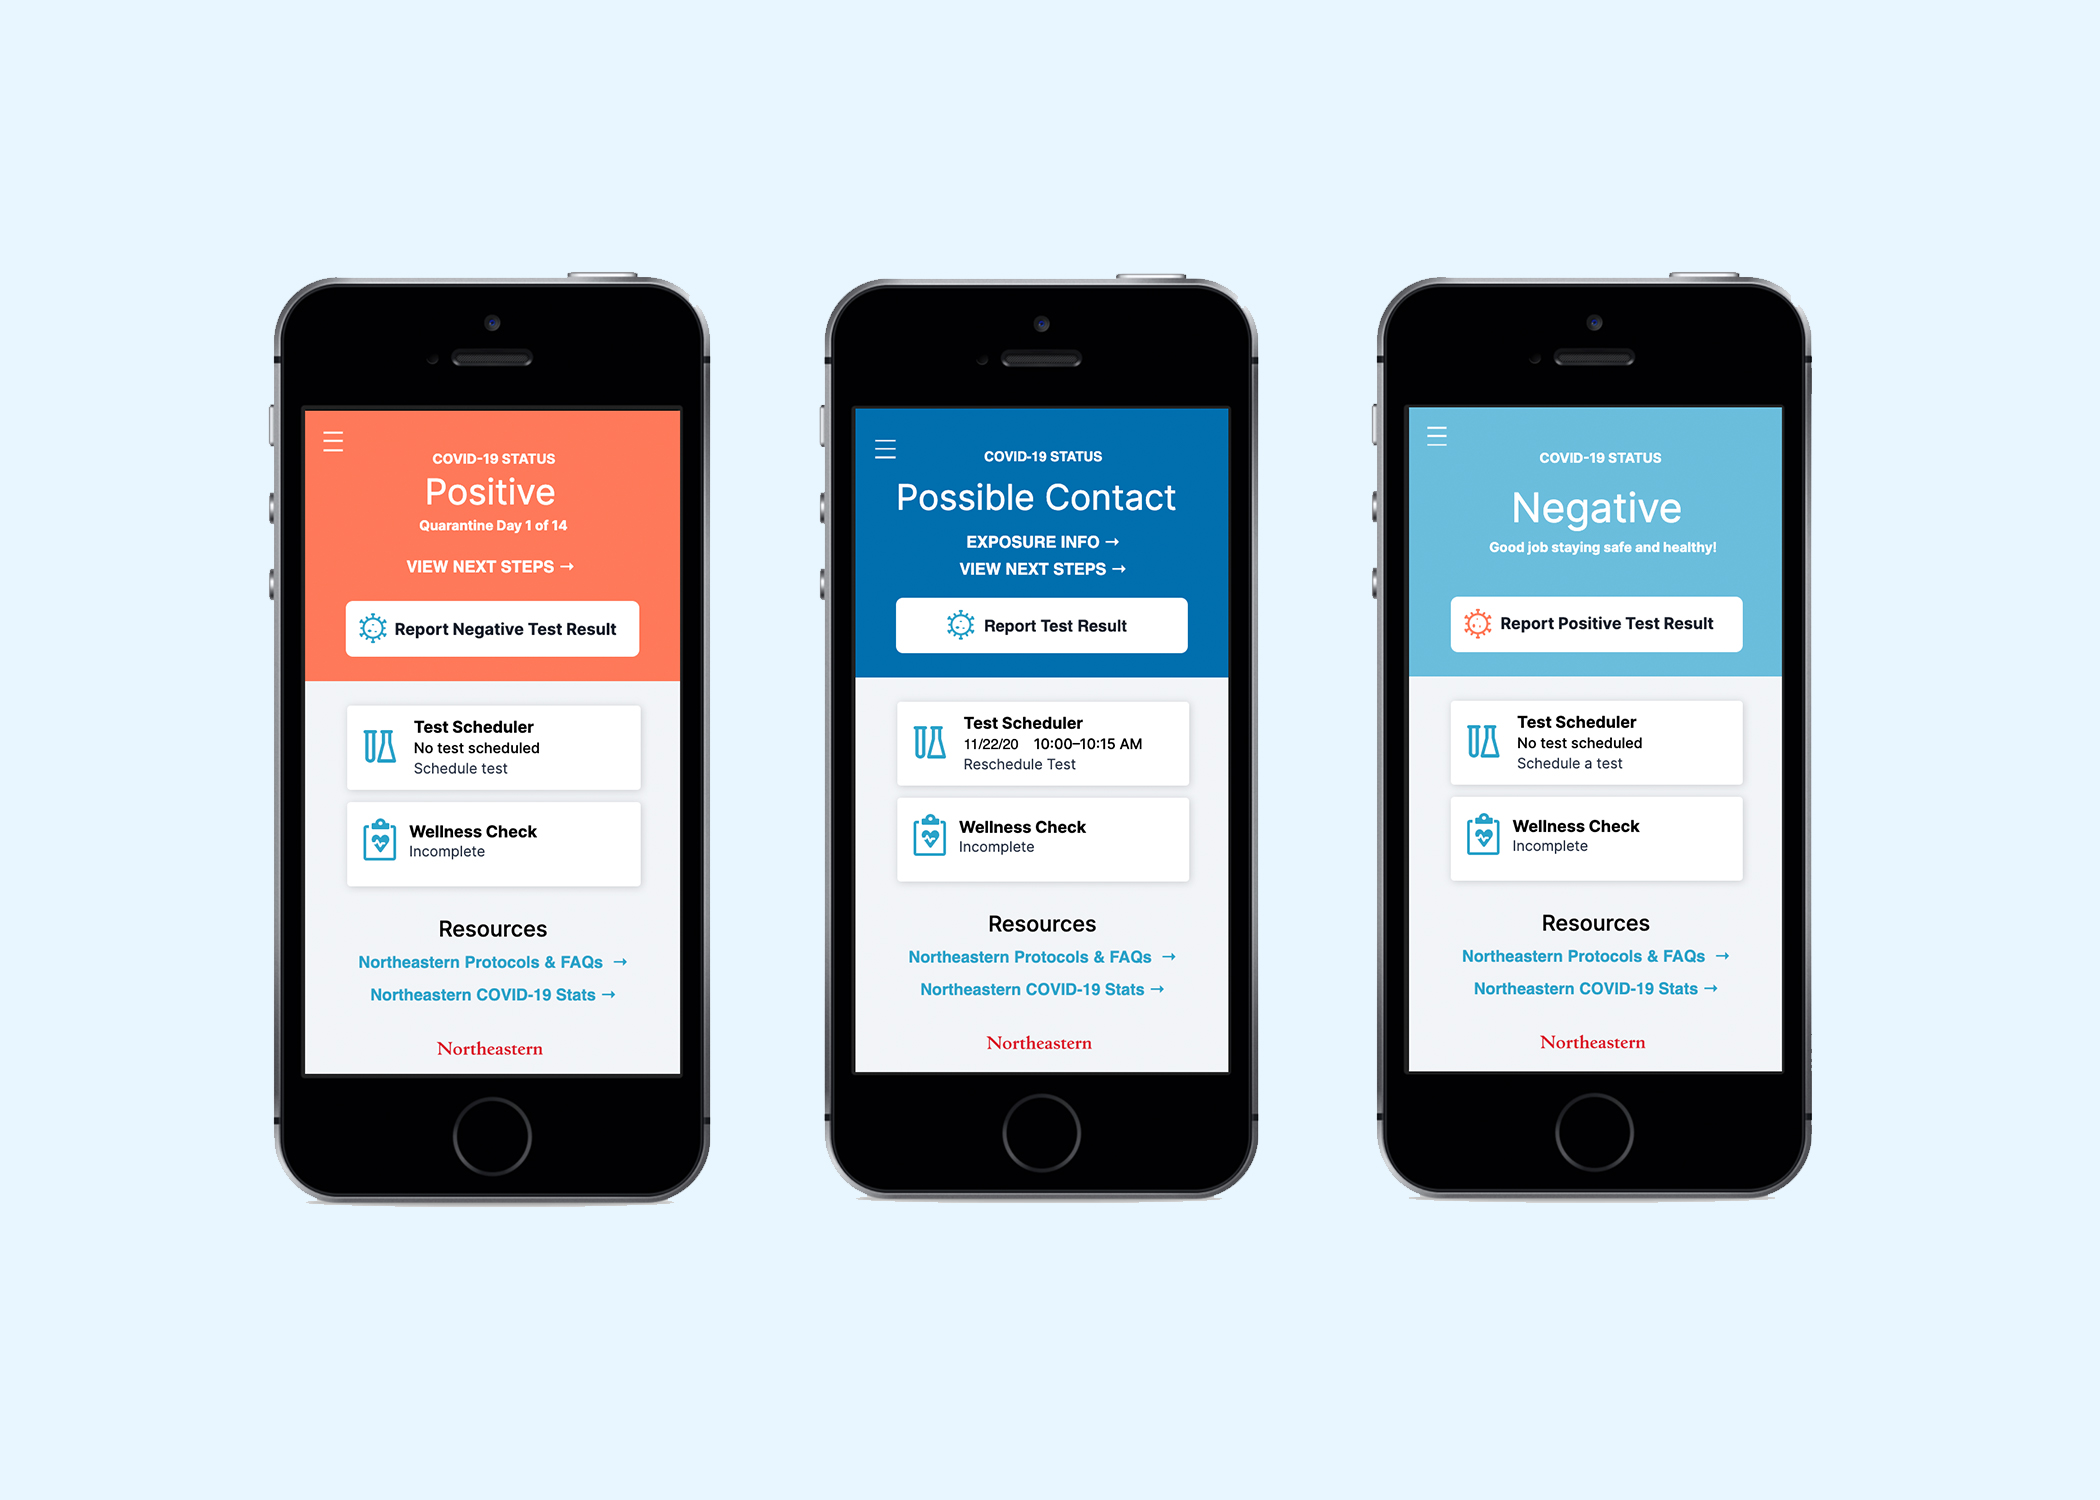 COVID-19 STATUS
Positive
Quarantine Day 1 of 14
VIEW NEXT STEPS →
Report Negative Test Result
Test Scheduler
No test scheduled
Schedule test
Wellness Check
Incomplete
Resources
Northeastern Protocols & FAQs →
Northeastern COVID-19 Stats →
Northeastern
COVID-19 STATUS
Possible Contact
EXPOSURE INFO →
VIEW NEXT STEPS →
Report Test Result
Test Scheduler
11/22/20 10:00–10:15 AM
Reschedule Test
Wellness Check
Incomplete
Resources
Northeastern Protocols & FAQs →
Northeastern COVID-19 Stats →
Northeastern
COVID-19 STATUS
Negative
Good job staying safe and healthy!
Report Positive Test Result
Test Scheduler
No test scheduled
Schedule a test
Wellness Check
Incomplete
Resources
Northeastern Protocols & FAQs →
Northeastern COVID-19 Stats →
Northeastern